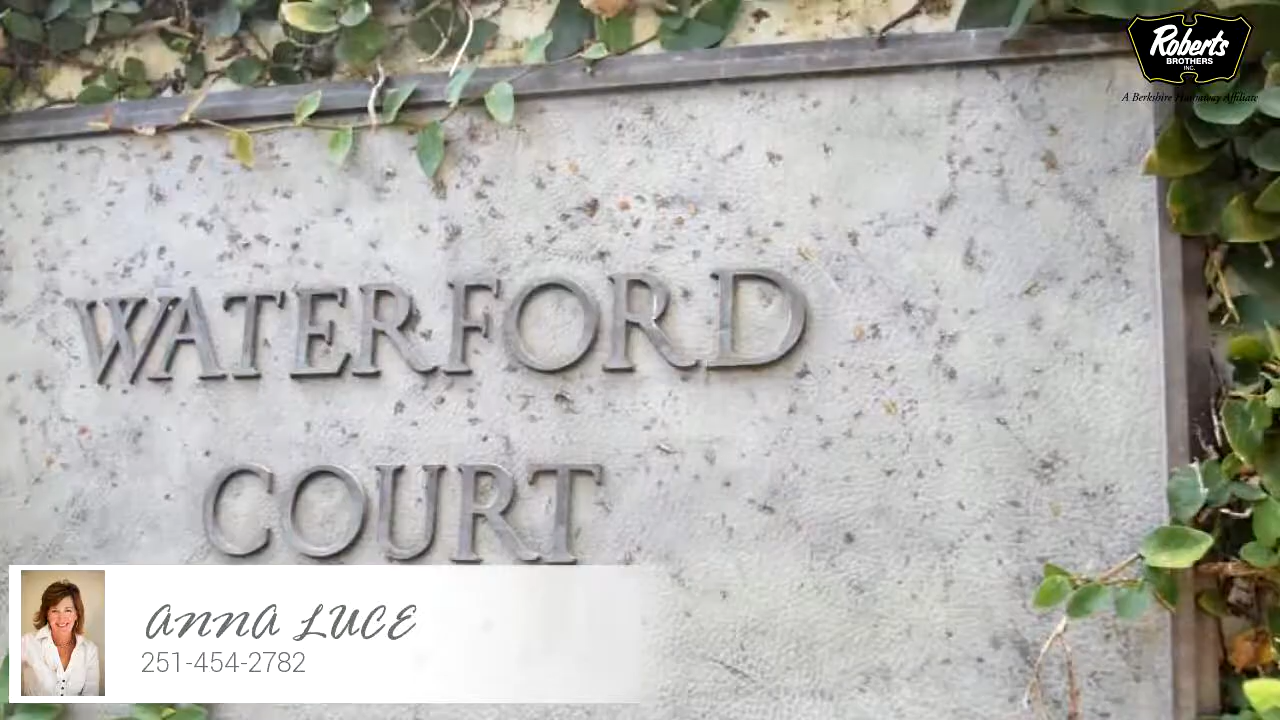 Roberts
BROTHERS
INC.
A Berkshire Hathaway Affiliate
WATERFORD
COURT
ANNA LUCE
251-454-2782